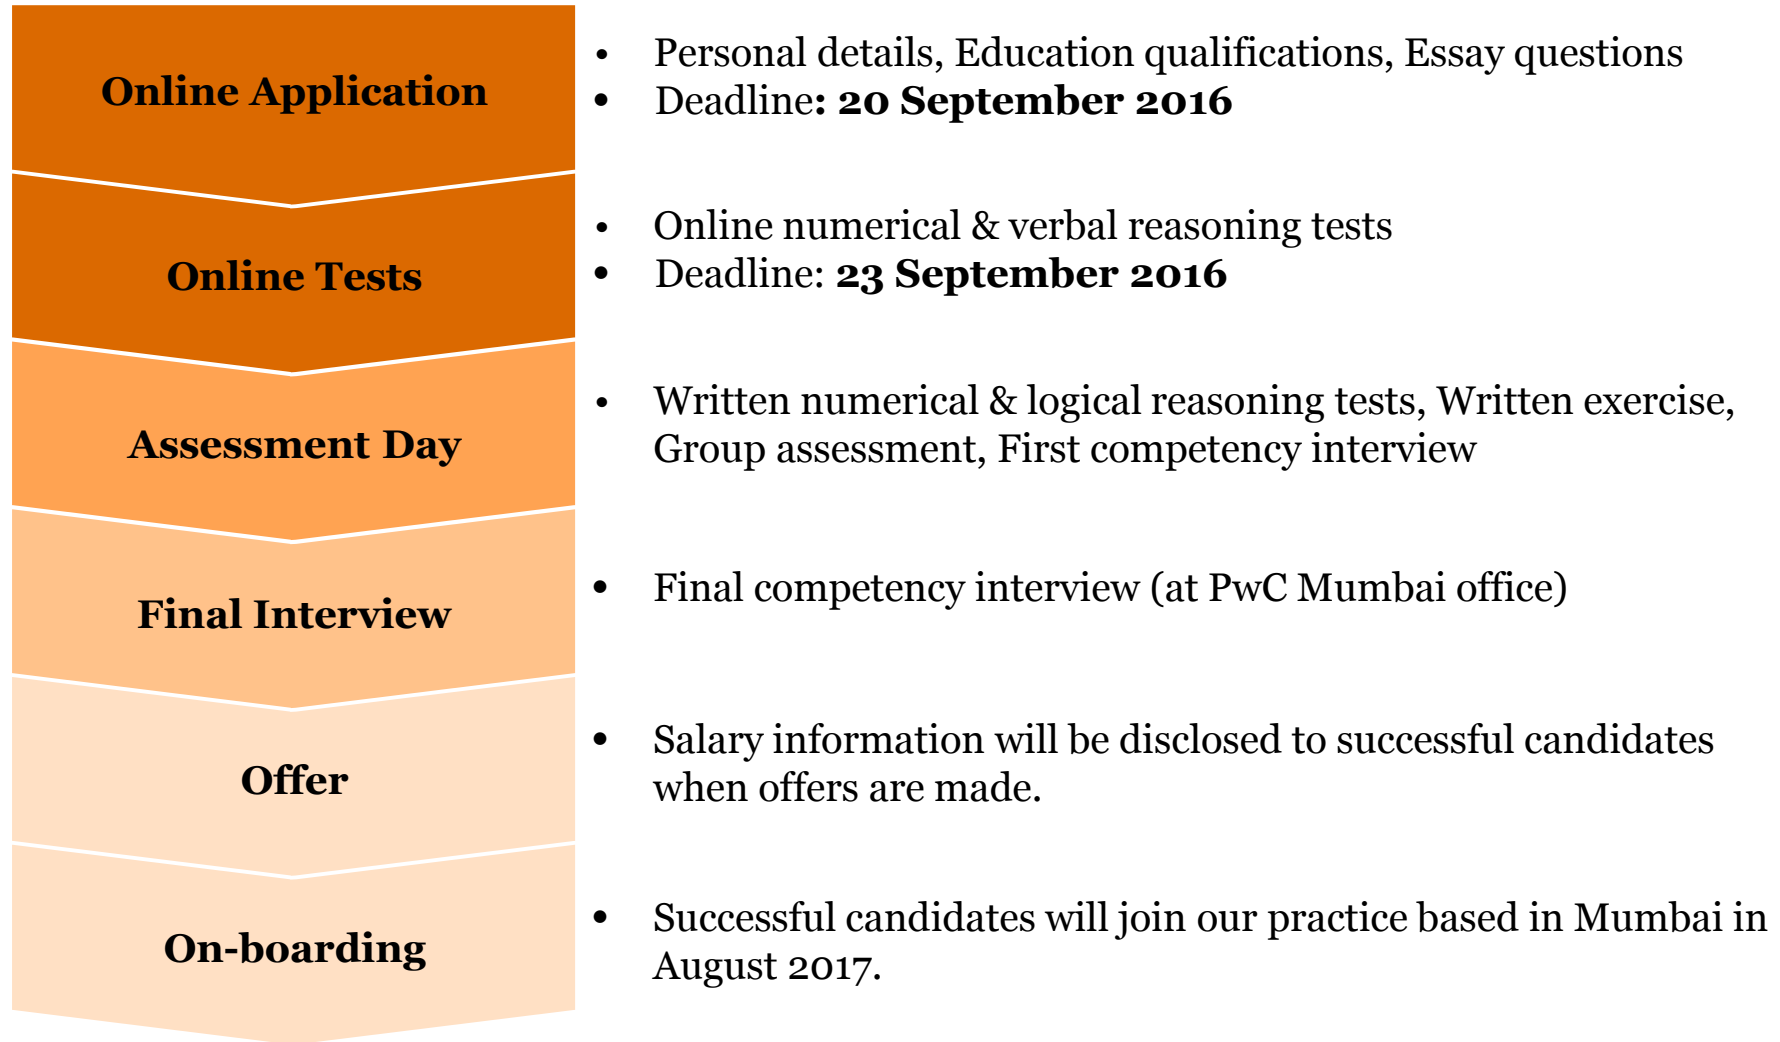 Online Application
• Personal details, Education qualifications, Essay questions
• Deadline: 20 September 2016
Online Tests
• Online numerical & verbal reasoning tests
• Deadline: 23 September 2016
Assessment Day
• Written numerical & logical reasoning tests, Written exercise,
Group assessment, First competency interview
Final Interview
• Final competency interview (at PwC Mumbai office)
Offer
• Salary information will be disclosed to successful candidates
when offers are made.
On-boarding
• Successful candidates will join our practice based in Mumbai in
August 2017.